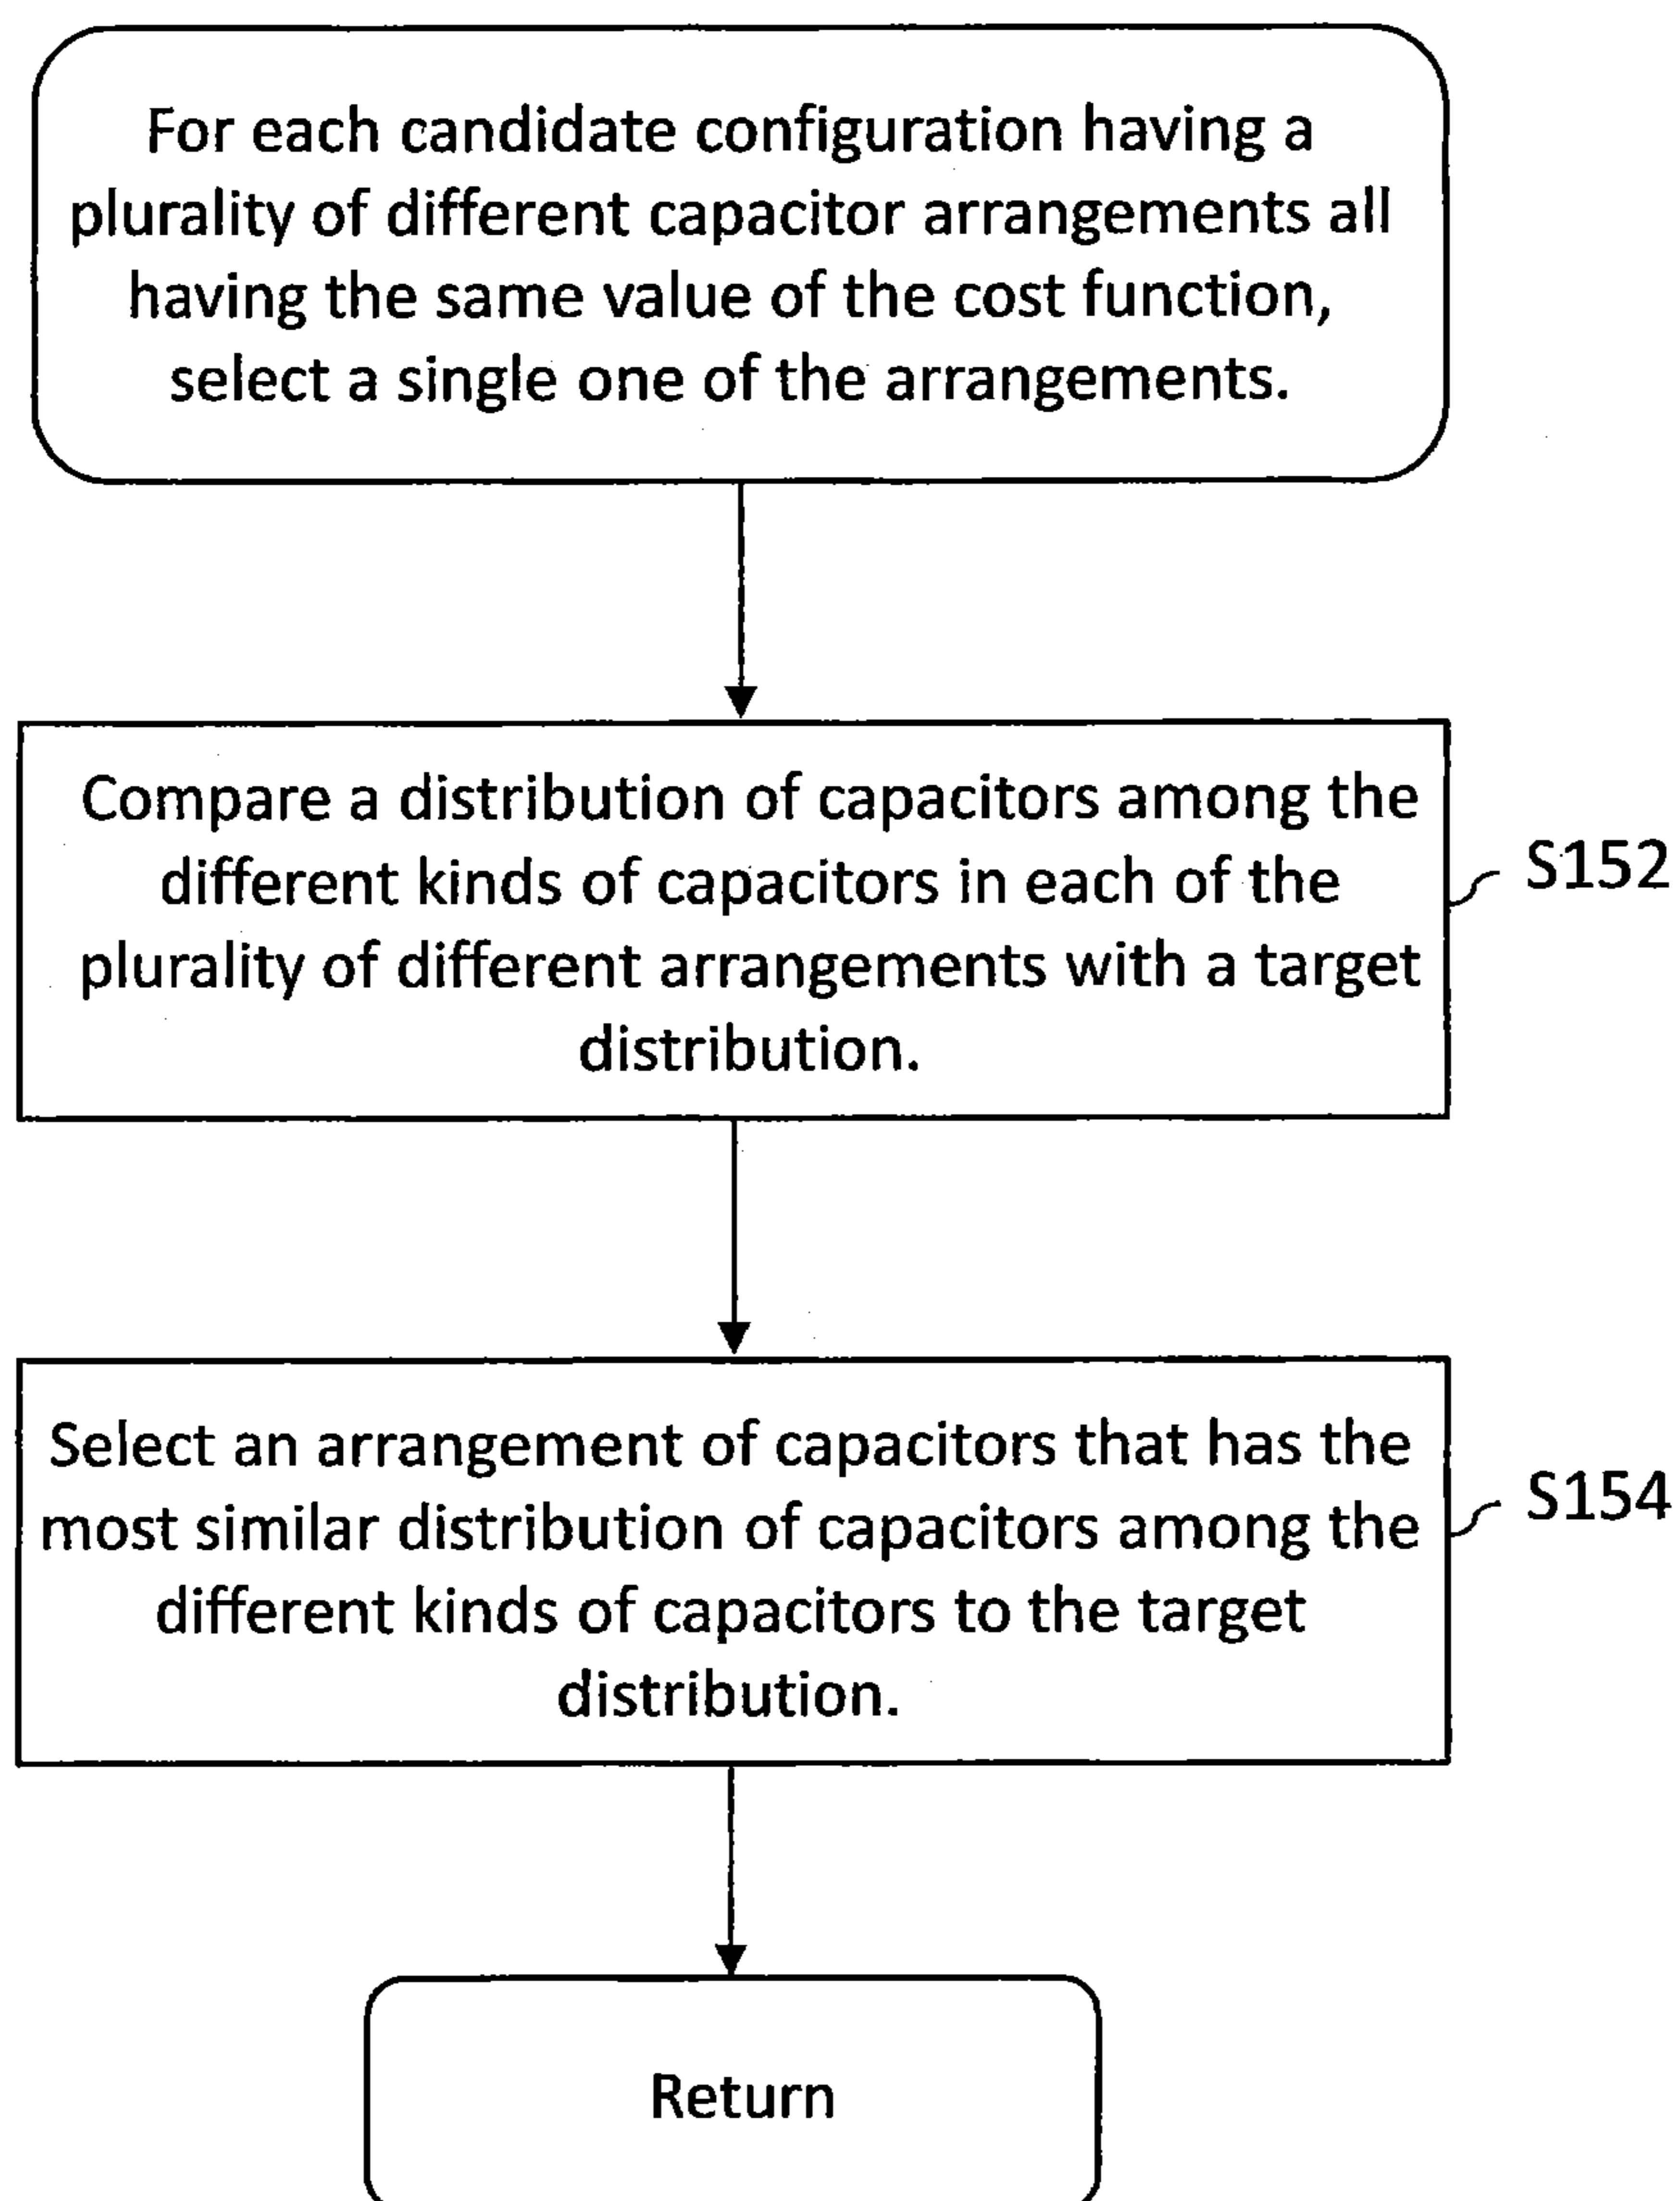 For each candidate configuration having a
plurality of different capacitor arrangements all
having the same value of the cost function,
select a single one of the arrangements.
Compare a distribution of capacitors among the
different kinds of capacitors in each of the
plurality of different arrangements with a target
distribution.
S152
Select an arrangement of capacitors that has the
most similar distribution of capacitors among the
different kinds of capacitors to the target
distribution.
S154
Return